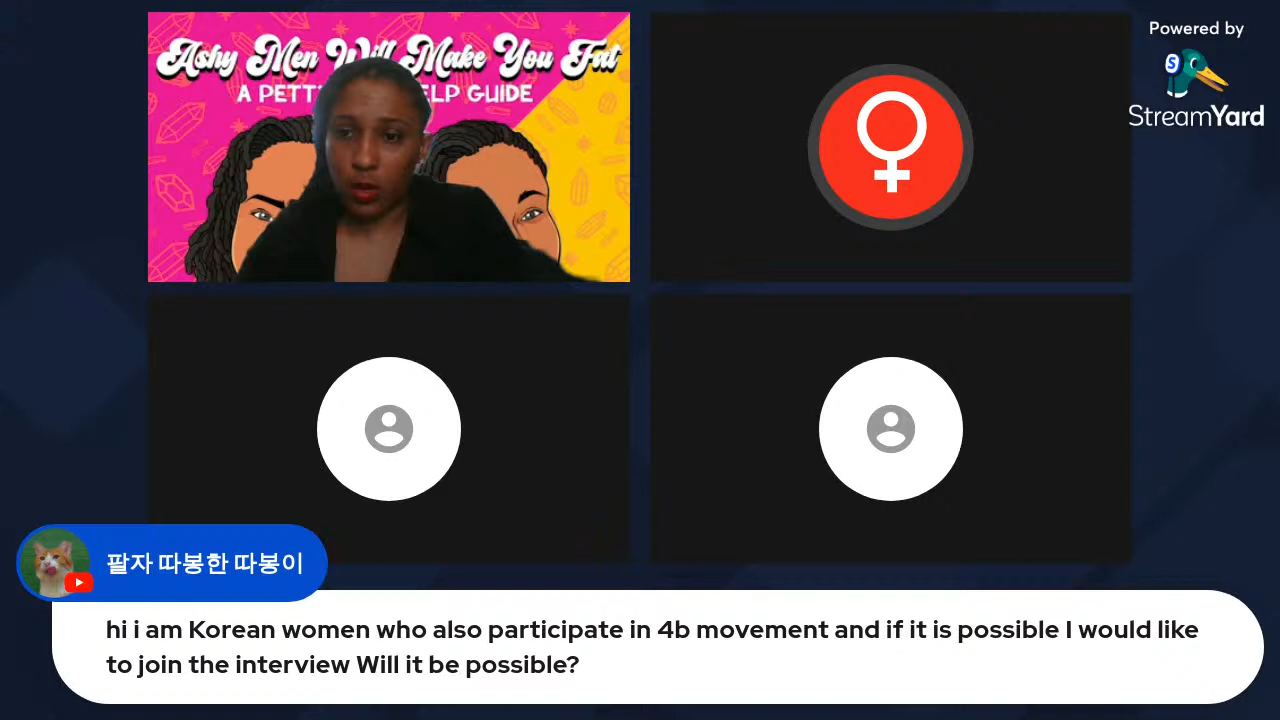 Ashy Men Will Make You Fat
A PETT ELP GUIDE
Powered by
S
StreamYard
팔자 따봉한 따봉이
hi i am Korean women who also participate in 4b movement and if it is possible I would like
to join the interview Will it be possible?